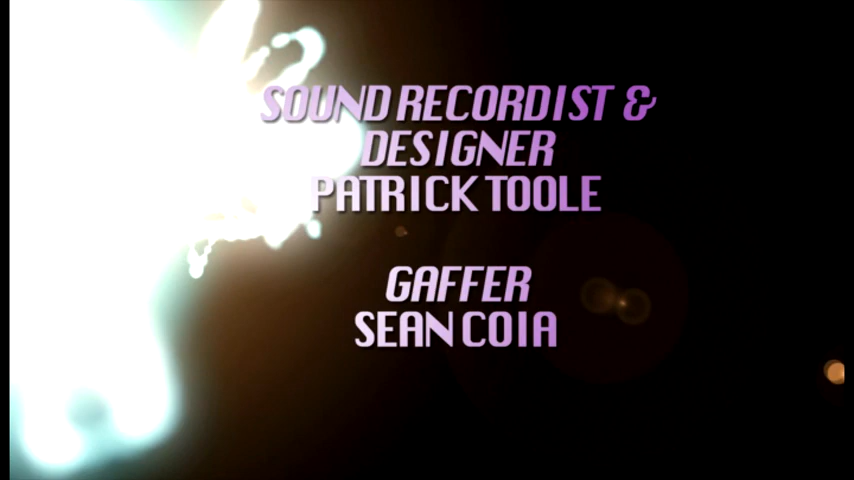 SOUND RECORDIST &
DESIGNER
PATRICK TOOLE
GAFFER
SEAN COIA